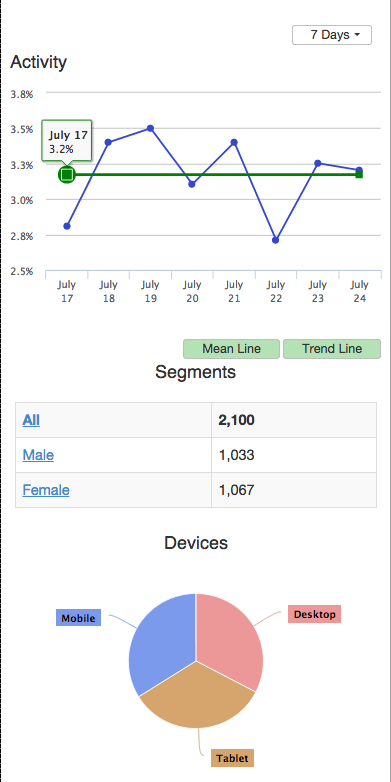 7 Days
Activity
3.8%
3.5%
July 17
3.2%
3.3%
3.0%
2.8%
2.5%
July 17
July 18
July 19
July 20
July 21
July 22
July 23
July 24
Mean Line
Trend Line
Segments
All 2,100
Male 1,033
Female 1,067
Devices
Mobile
Desktop
Tablet